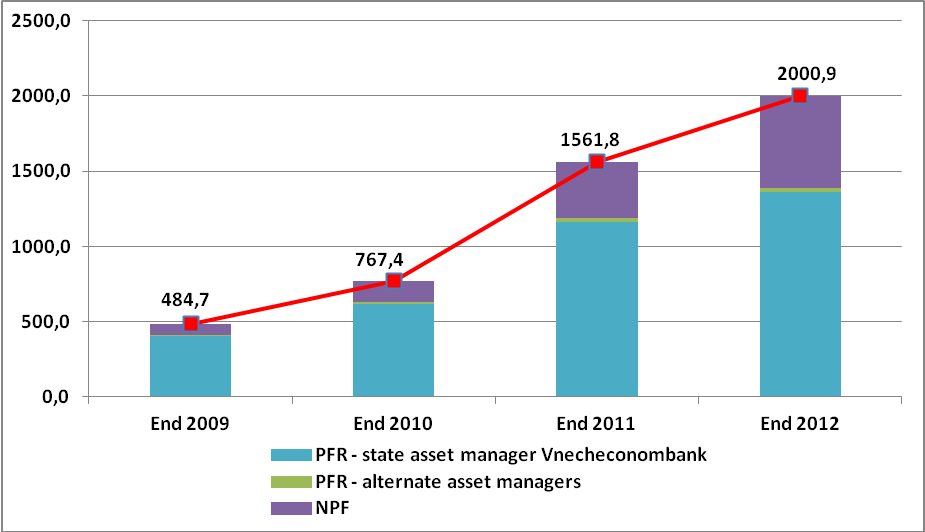 2500,0
2000,0
1500,0
1000,0
500,0
0,0
2000,9
1561,8
767,4
484,7
End 2009
End 2010
End 2011
End 2012
PFR - state asset manager Vnecheconombank
PFR - alternate asset managers
NPF